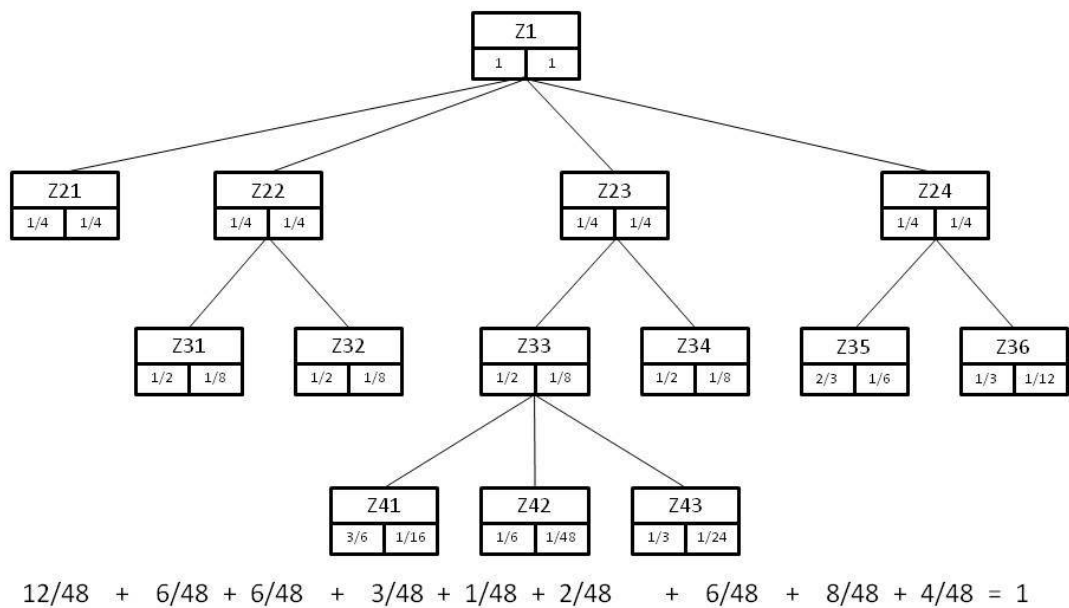 Z1
1 1
Z21 Z22 Z23 Z24
1/4 1/4 1/4 1/4 1/4 1/4 1/4 1/4
Z31 Z32 Z33 Z34 Z35 Z36
1/2 1/8 1/2 1/8 1/2 1/8 1/2 1/8 2/3 1/6 1/3 1/12
Z41 Z42 Z43
3/6 1/16 1/6 1/48 1/3 1/24
12/48 + 6/48 + 6/48 + 3/48 + 1/48 + 2/48 + 6/48 + 8/48 + 4/48 = 1